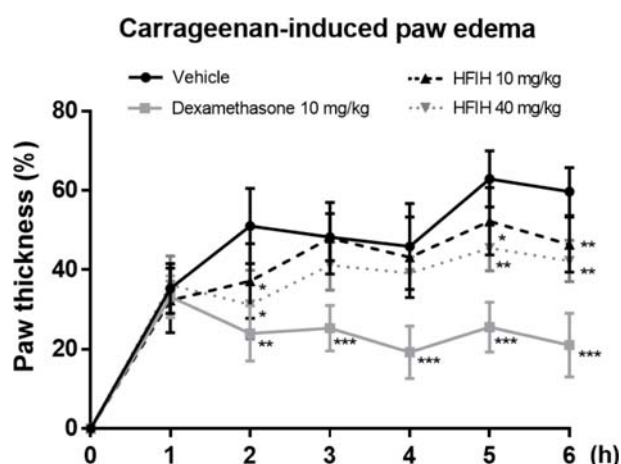 Carrageenan-induced paw edema
Vehicle
HFIH 10 mg/kg
Dexamethasone 10 mg/kg
HFIH 40 mg/kg
Paw thickness (%)
80
60
40
20
0
*
*
**
***
***
*
**
***
**
**
***
0 1 2 3 4 5 6 (h)